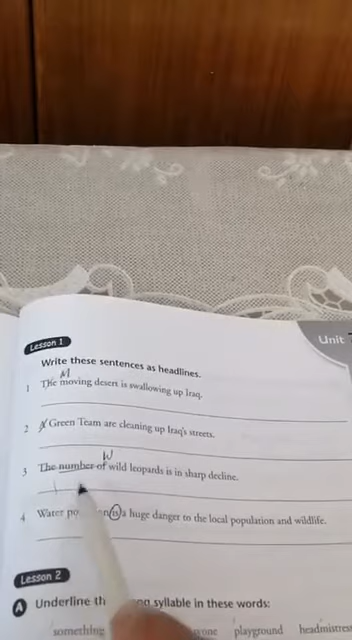 Lesson 1
Unit
Write these sentences as headlines.
M
1 The moving desert is swallowing up Iraq.
2 Green Team are cleaning up Iraq's streets.
W
3 The number of wild leopards is in sharp decline.
4 Water is a huge danger to the local population and wildlife.
Lesson 2
A Underline syllable in these words:
something playground headmistress